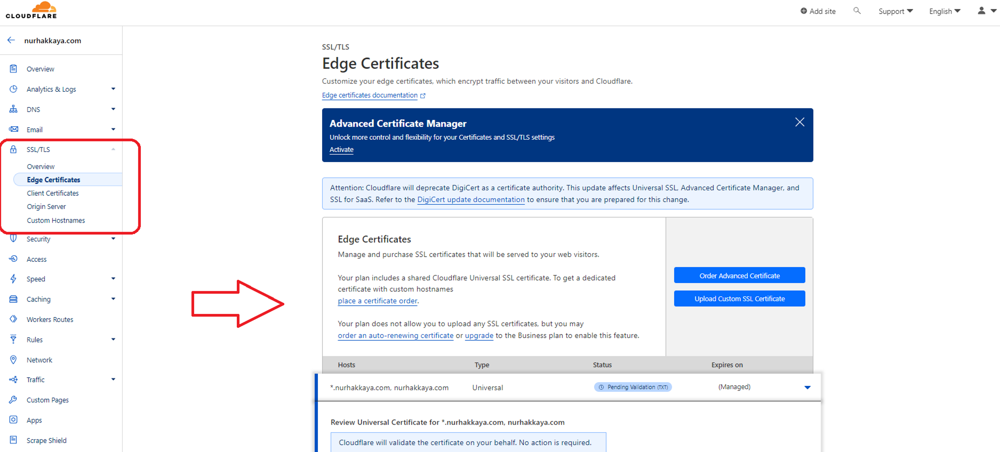 CLOUDFLARE
Add site
Support
English
nurhakkaya.com
Overview
Analytics & Logs
DNS
Email
SSL/TLS
Overview
Edge Certificates
Client Certificates
Origin Server
Custom Hostnames
Security
Access
Speed
Caching
Workers Routes
Rules
Network
Traffic
Custom Pages
Apps
Scrape Shield
SSL/TLS
Edge Certificates
Customize your edge certificates, which encrypt traffic between your visitors and Cloudflare.
Edge certificates documentation
Advanced Certificate Manager
Unlock more control and flexibility for your Certificates and SSL/TLS settings
Activate
Attention: Cloudflare will deprecate DigiCert as a certificate authority. This update affects Universal SSL, Advanced Certificate Manager, and
SSL for SaaS. Refer to the DigiCert update documentation to ensure that you are prepared for this change.
Edge Certificates
Manage and purchase SSL certificates that will be served to your web visitors.
Your plan includes a shared Cloudflare Universal SSL certificate. To get a dedicated
certificate with custom hostnames
place a certificate order.
Your plan does not allow you to upload any SSL certificates, but you may
order an auto-renewing certificate or upgrade to the Business plan to enable this feature.
Order Advanced Certificate
Upload Custom SSL Certificate
Hosts Type Status Expires on
*.nurhakkaya.com, nurhakkaya.com Universal Pending Validation (TXT) (Managed)
Review Universal Certificate for *.nurhakkaya.com, nurhakkaya.com
Cloudflare will validate the certificate on your behalf. No action is required.